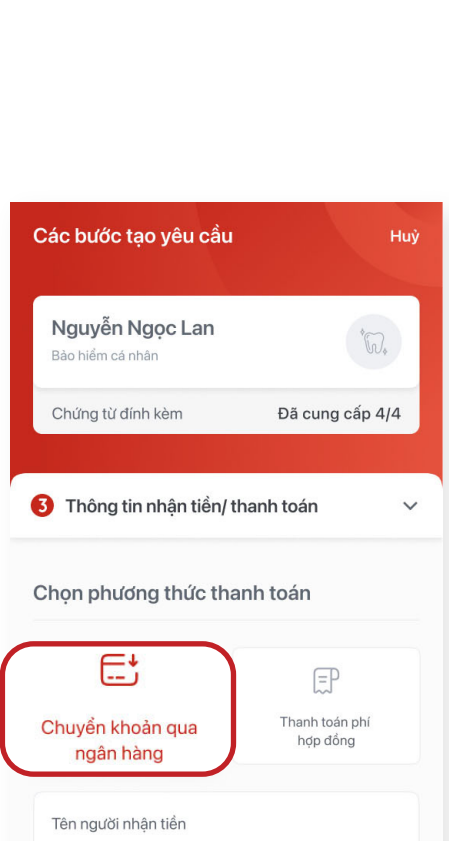 Các bước tạo yêu cầu
Huỷ
Nguyễn Ngọc Lan
Bảo hiểm cá nhân
Chứng từ đính kèm
Đã cung cấp 4/4
3 Thông tin nhận tiền/ thanh toán
Chọn phương thức thanh toán
Chuyển khoản qua
ngân hàng
Thanh toán phí
hợp đồng
Tên người nhận tiền